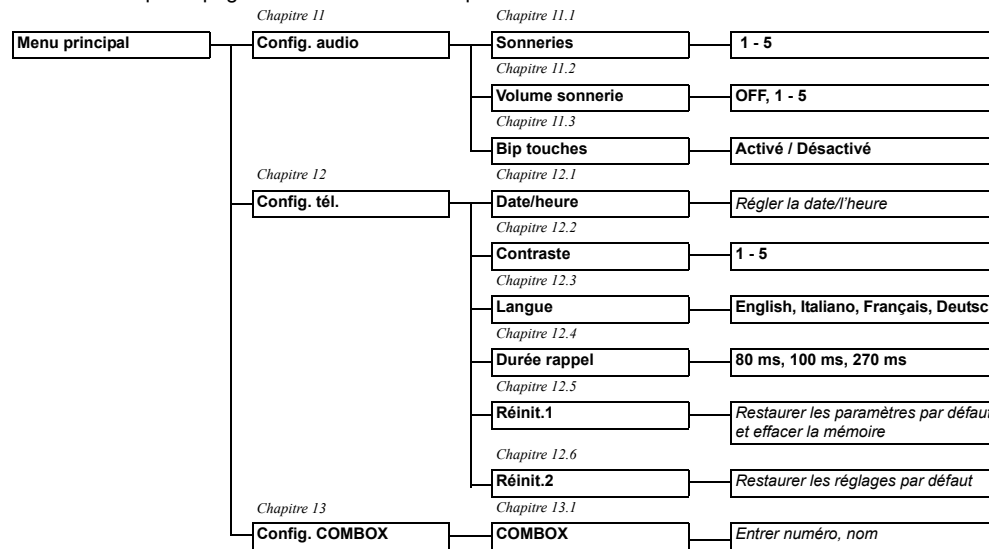 Chapitre 11 Chapitre 11.1
Menu principal Config. audio Sonneries 1 - 5
Chapitre 11.2
Volume sonnerie OFF, 1 - 5
Chapitre 11.3
Bip touches Activé / Désactivé
Chapitre 12 Chapitre 12.1
Config. tél. Date/heure Régler la date/l'heure
Chapitre 12.2
Contraste 1 - 5
Chapitre 12.3
Langue English, Italiano, Français, Deutsc
Chapitre 12.4
Durée rappel 80 ms, 100 ms, 270 ms
Chapitre 12.5
Réinit.1 Restaurer les paramètres par défaut
et effacer la mémoire
Chapitre 12.6
Réinit.2 Restaurer les réglages par défaut
Chapitre 13 Chapitre 13.1
Config. COMBOX COMBOX Entrer numéro, nom